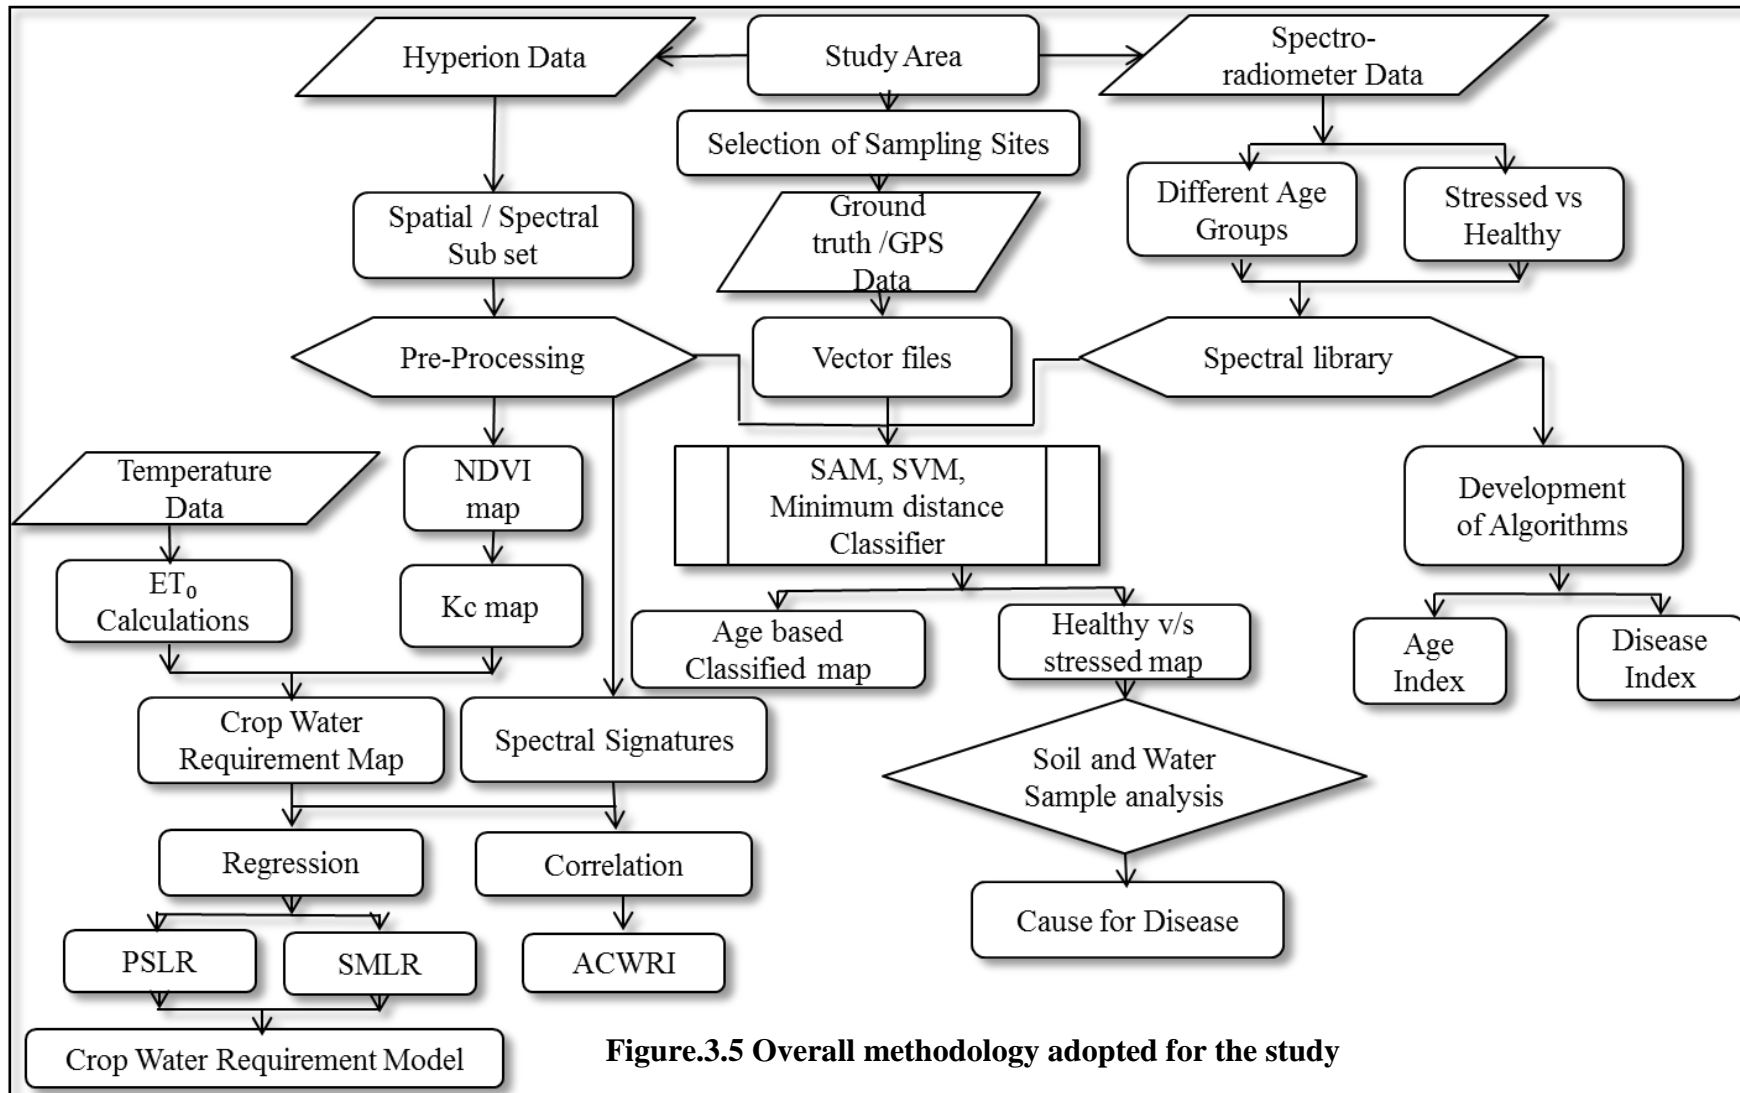 Hyperion Data
Study Area
Spectro-
radiometer Data
Selection of Sampling Sites
Different Age
Groups
Stressed vs
Healthy
Spatial / Spectral
Sub set
Ground
truth /GPS
Data
Pre-Processing
Vector files
Spectral library
Temperature
Data
NDVI
map
SAM, SVM,
Minimum distance
Classifier
Development
of Algorithms
ET₀
Calculations
Kc map
Age based
Classified map
Healthy v/s
stressed map
Age
Index
Disease
Index
Crop Water
Requirement Map
Spectral Signatures
Soil and Water
Sample analysis
Regression
Correlation
Cause for Disease
PSLR
SMLR
ACWRI
Crop Water Requirement Model
Figure.3.5 Overall methodology adopted for the study